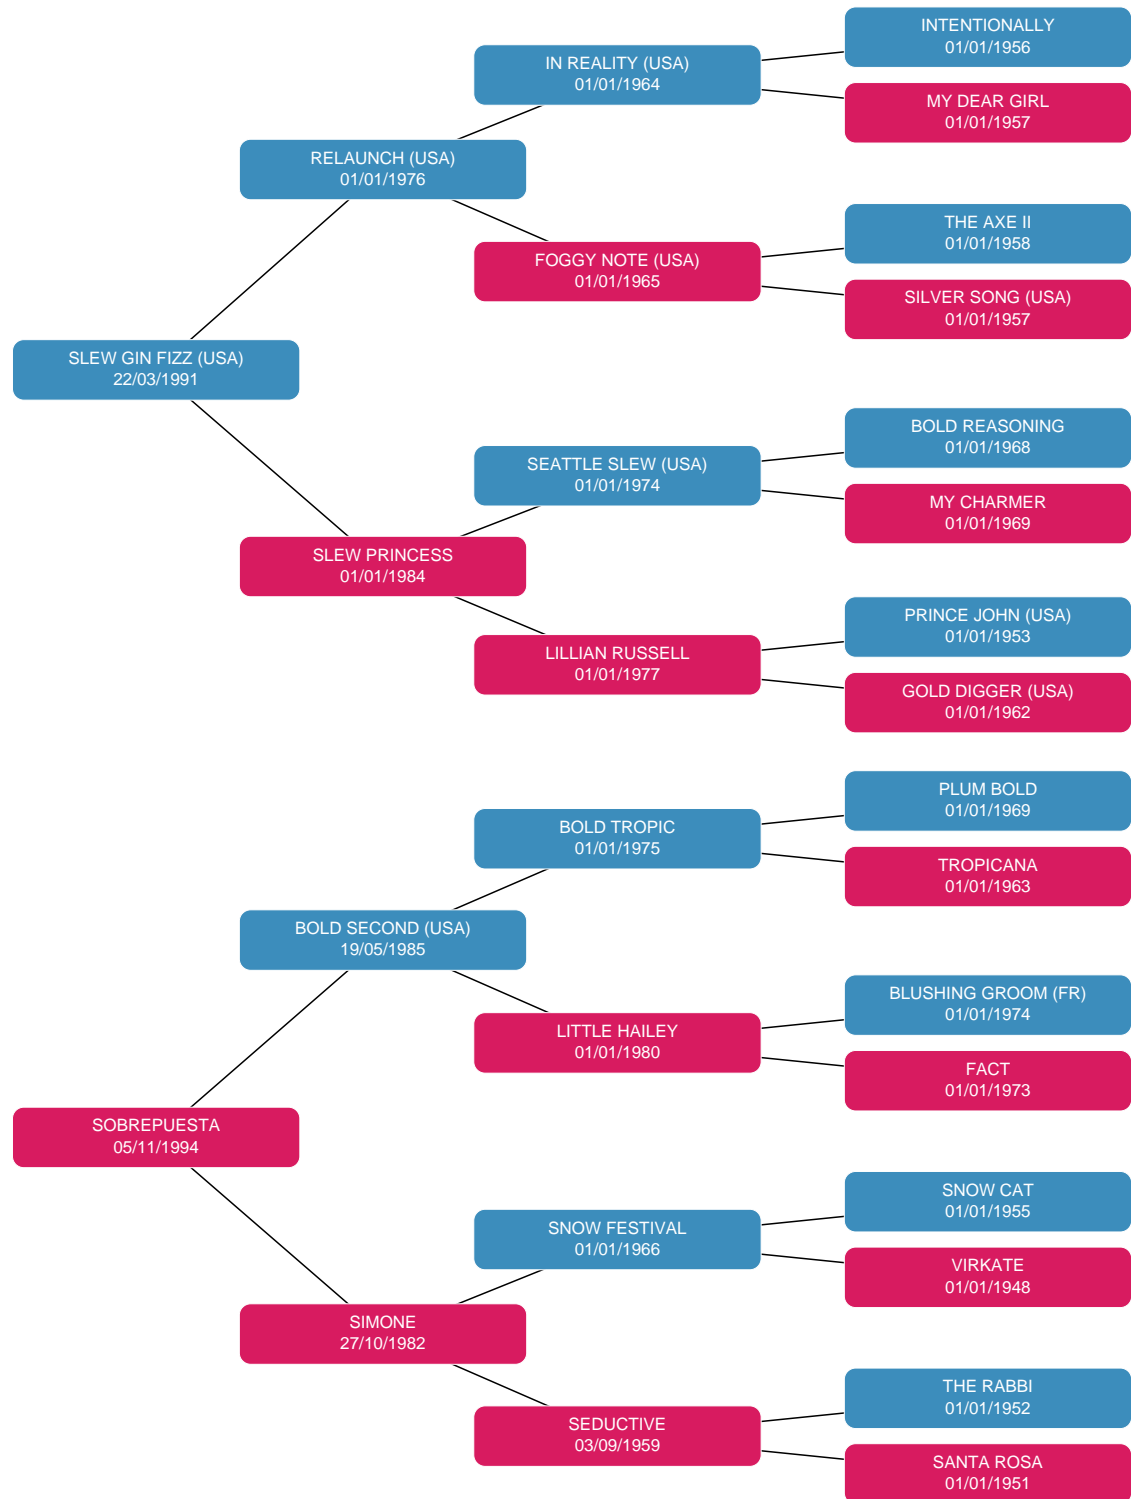 INTENTIONALLY
01/01/1956
IN REALITY (USA)
01/01/1964
MY DEAR GIRL
01/01/1957
RELAUNCH (USA)
01/01/1976
THE AXE II
01/01/1958
FOGGY NOTE (USA)
01/01/1965
SILVER SONG (USA)
01/01/1957
SLEW GIN FIZZ (USA)
22/03/1991
BOLD REASONING
01/01/1968
SEATTLE SLEW (USA)
01/01/1974
MY CHARMER
01/01/1969
SLEW PRINCESS
01/01/1984
PRINCE JOHN (USA)
01/01/1953
LILLIAN RUSSELL
01/01/1977
GOLD DIGGER (USA)
01/01/1962
PLUM BOLD
01/01/1969
BOLD TROPIC
01/01/1975
TROPICANA
01/01/1963
BOLD SECOND (USA)
19/05/1985
BLUSHING GROOM (FR)
01/01/1974
LITTLE HAILEY
01/01/1980
FACT
01/01/1973
SOBREPUESTA
05/11/1994
SNOW CAT
01/01/1955
SNOW FESTIVAL
01/01/1966
VIRKATE
01/01/1948
SIMONE
27/10/1982
THE RABBI
01/01/1952
SEDUCTIVE
03/09/1959
SANTA ROSA
01/01/1951